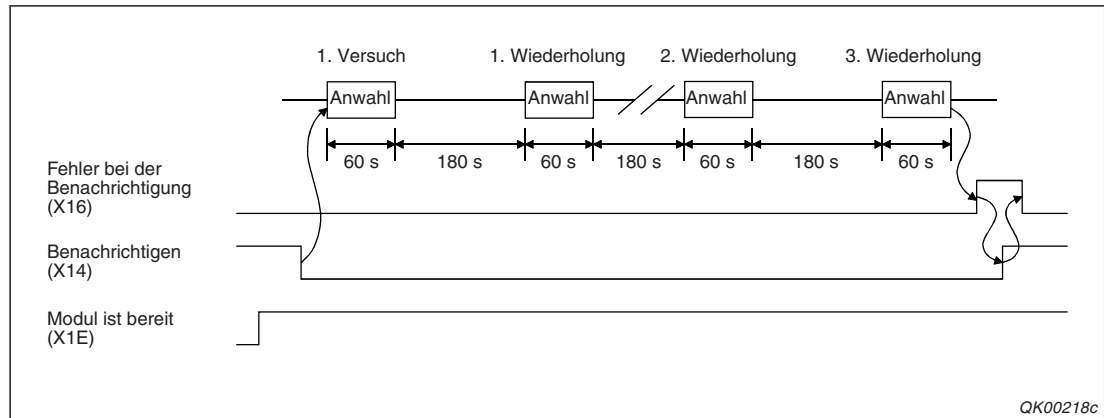 1. Versuch 1. Wiederholung 2. Wiederholung 3. Wiederholung
Anwahl Anwahl Anwahl Anwahl
60 s 180 s 60 s 180 s 60 s 180 s 60 s
Fehler bei der
Benachrichtigung
(X16)
Benachrichtigen
(X14)
Modul ist bereit
(X1E)
QK00218c